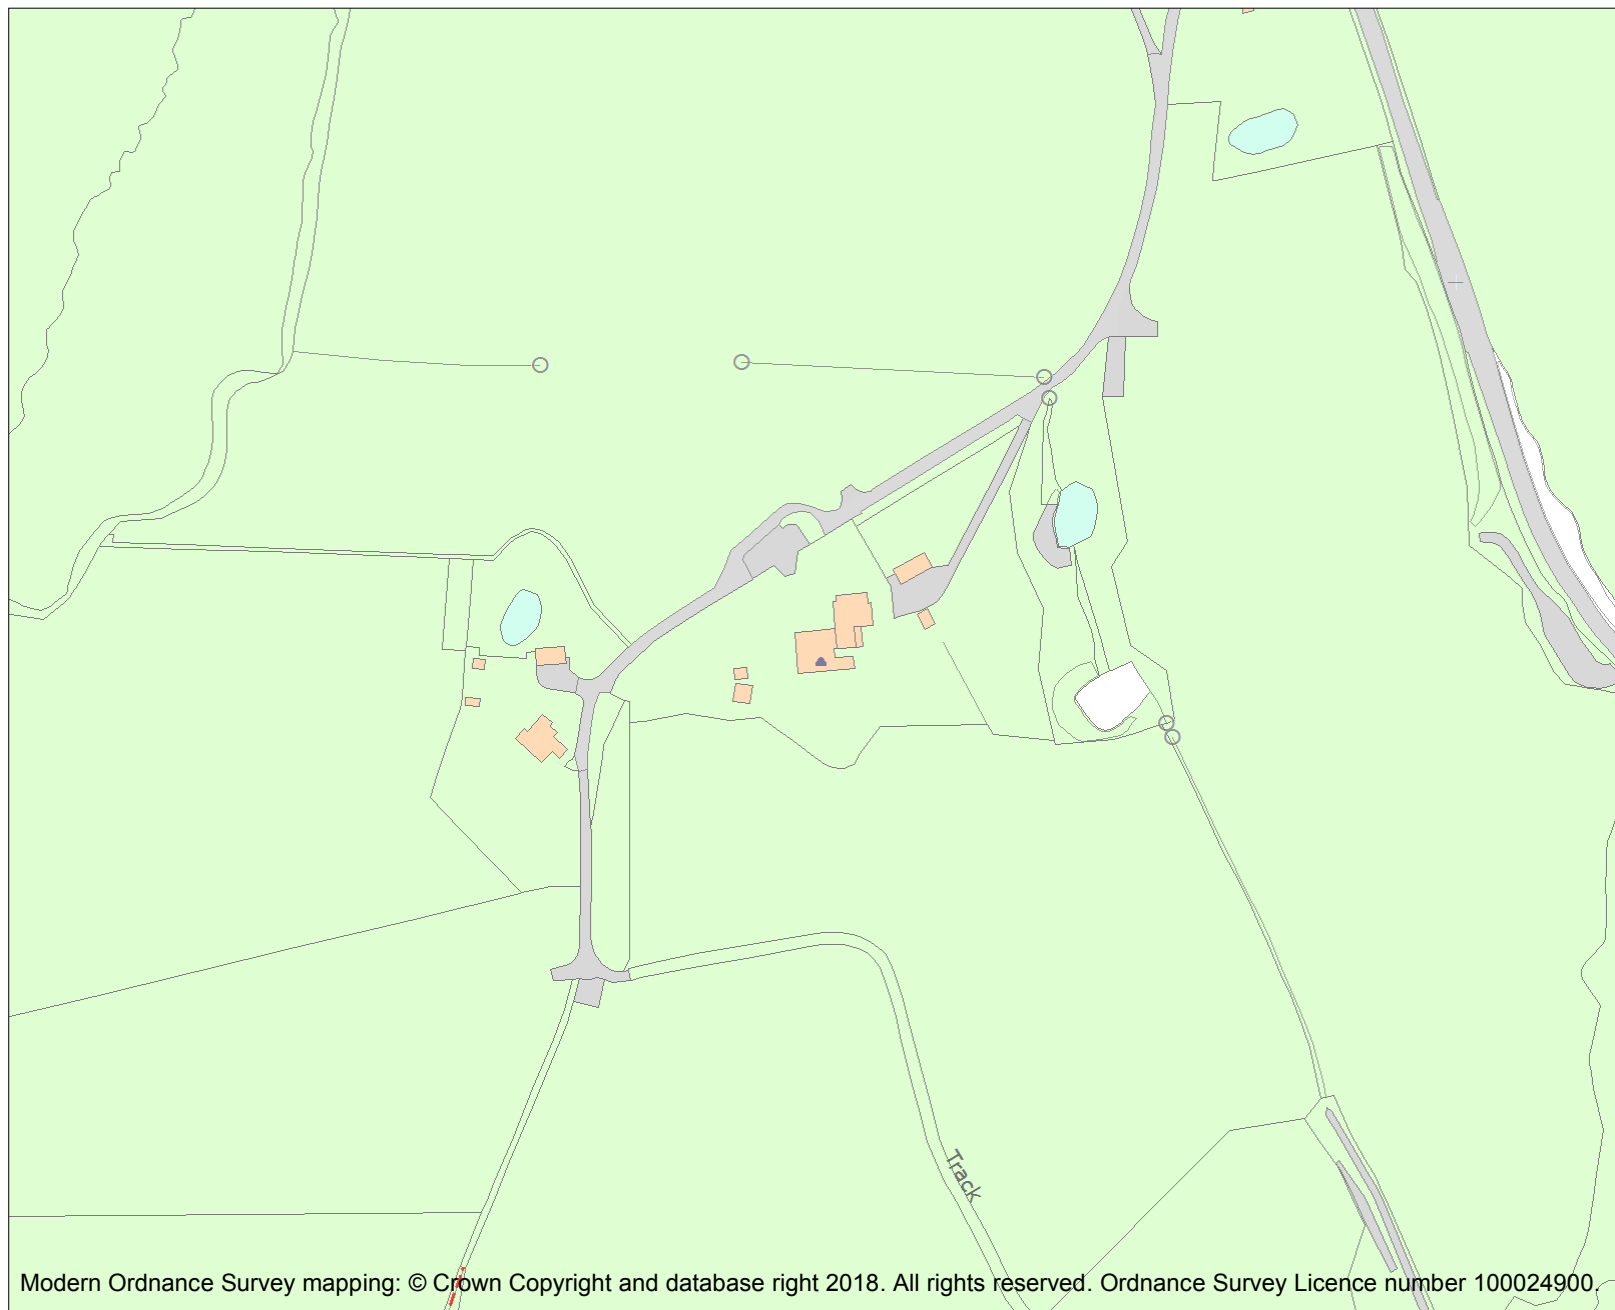 Track
Modern Ordnance Survey mapping: © Crown Copyright and database right 2018. All rights reserved. Ordnance Survey Licence number 100024900.